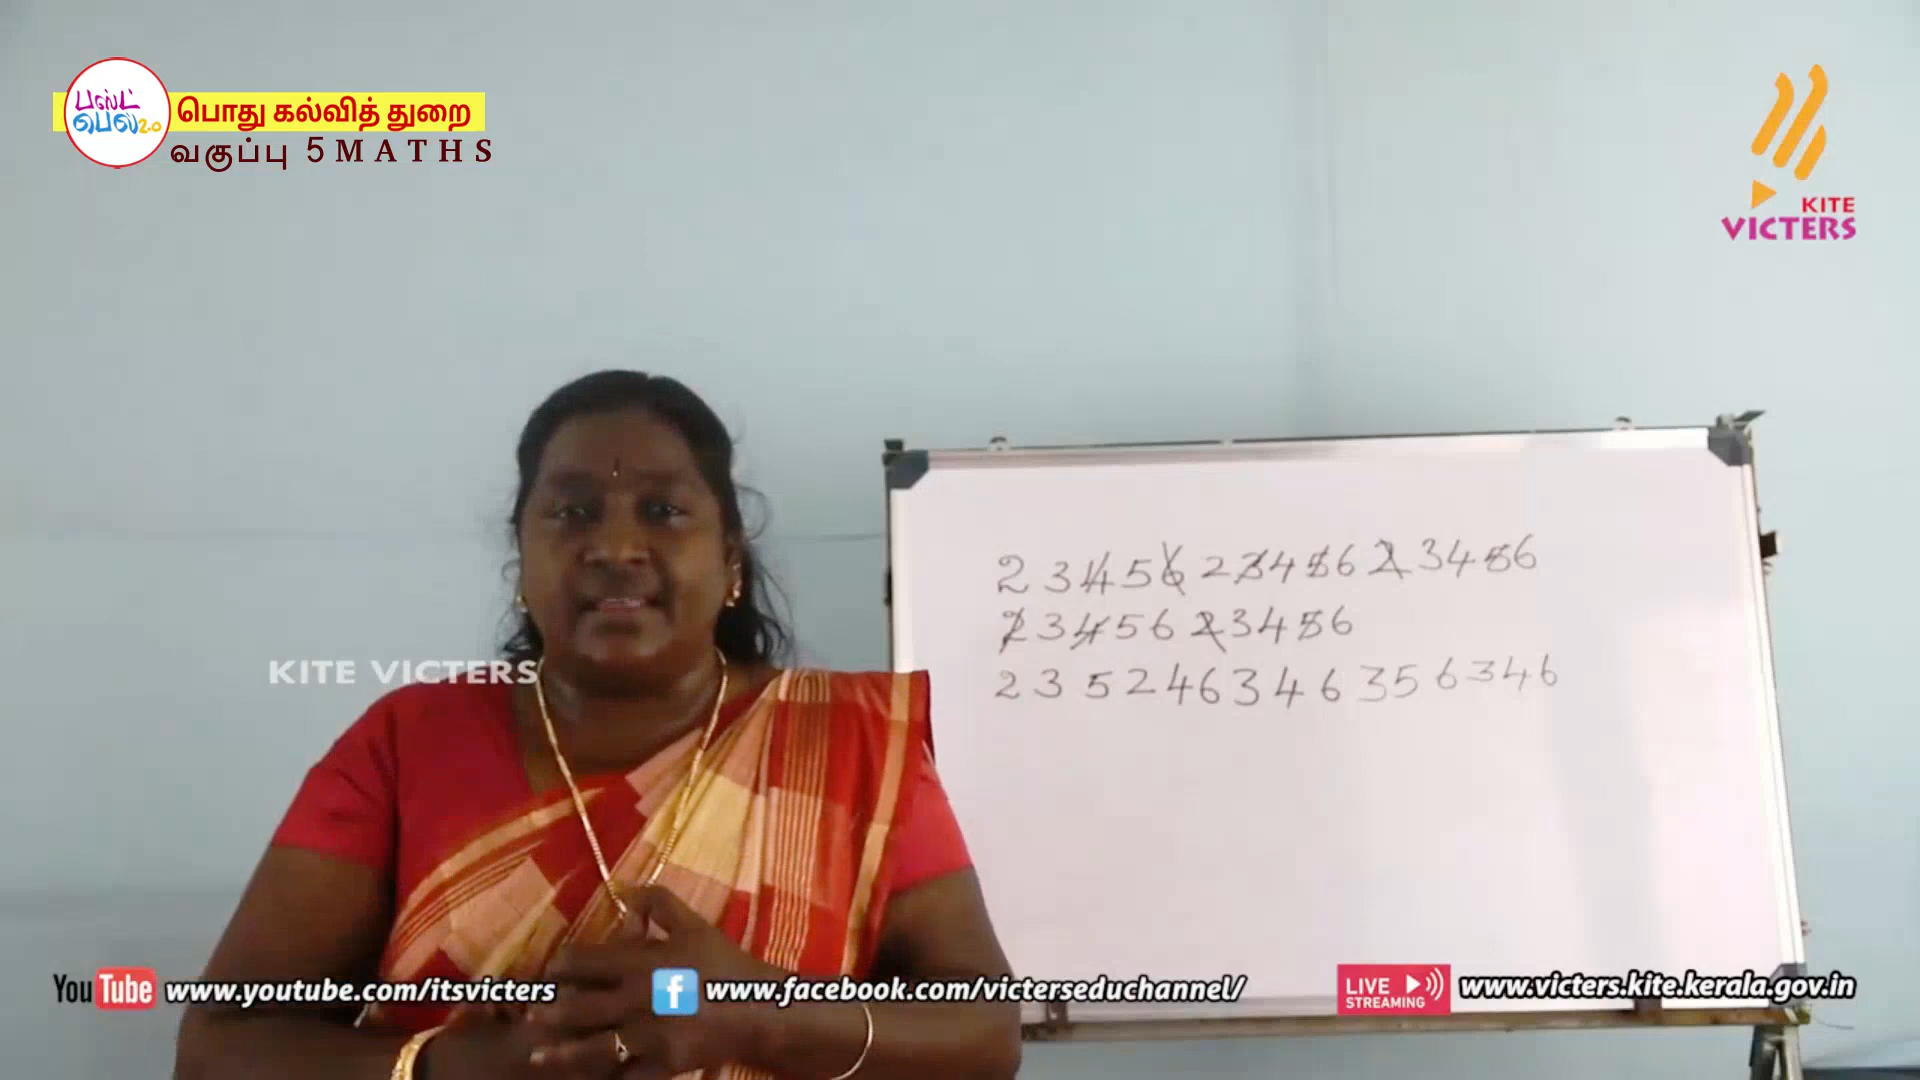 பஸ்ட்
பெல்2.0
பொது கல்வித் துறை
வகுப்பு 5 MATHS
KITE
VICTERS
2 3 4 5 6 2 3 4 5 6 2 3 4 5 6
2 3 4 5 6 2 3 4 5 6
2 3 5 2 4 6 3 4 6 3 5 6 3 4 6
KITE VICTERS
YouTube www.youtube.com/itsvicters
f www.facebook.com/victerseduchannel/
LIVE STREAMING www.victers.kite.kerala.gov.in